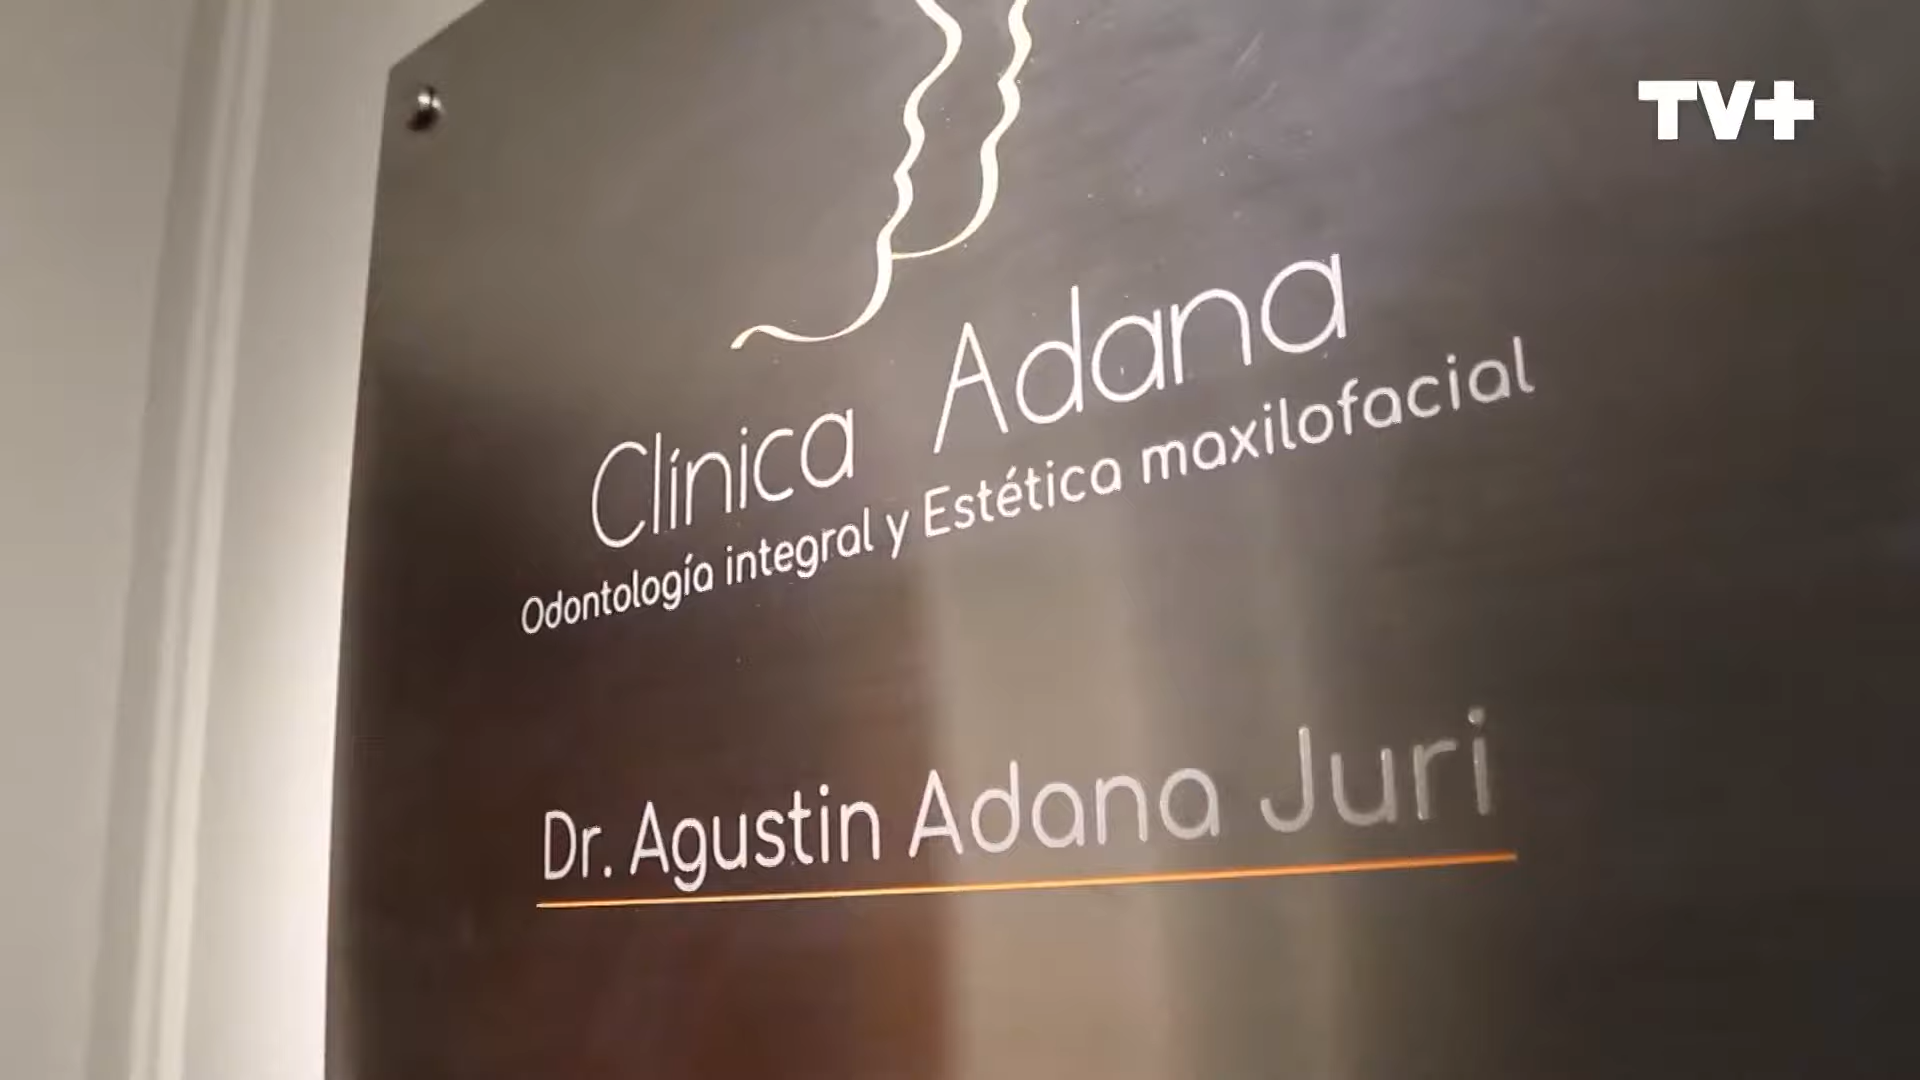 TV+
Clínica Adana
Odontología integral y Estética maxilofacial
Dr. Agustin Adana Juri